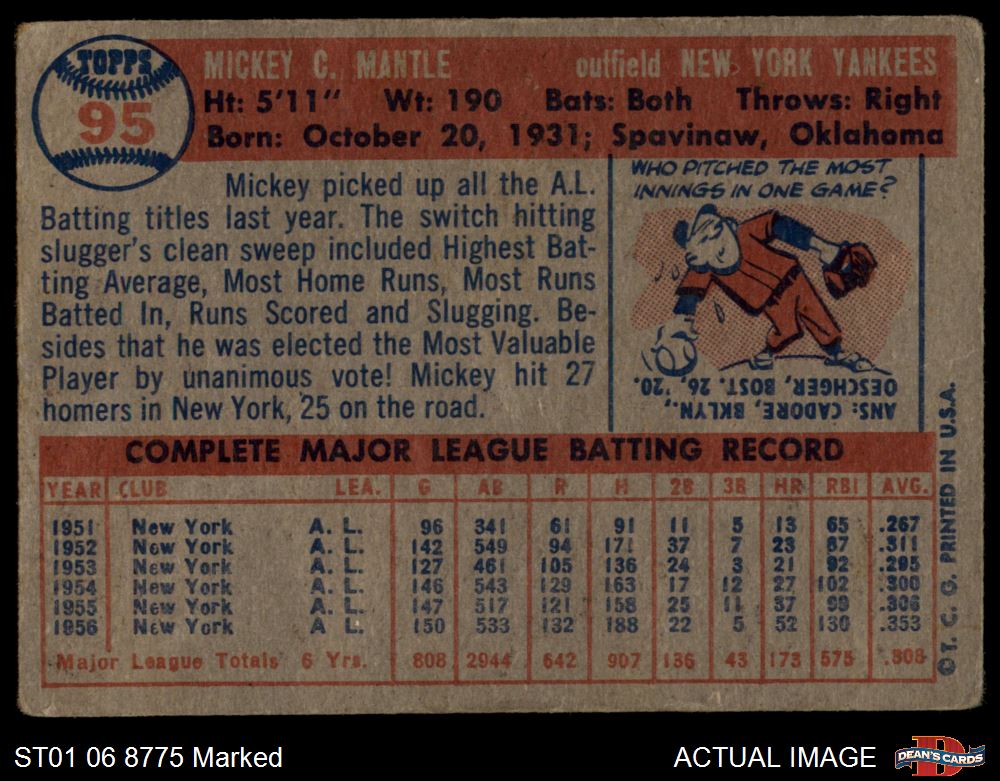 TOPPS
95
MICKEY C. MANTLE outfield NEW YORK YANKEES
Ht: 5'11" Wt: 190 Bats: Both Throws: Right
Born: October 20, 1931; Spavinaw, Oklahoma
Mickey picked up all the A.L.
Batting titles last year. The switch hitting
slugger's clean sweep included Highest Bat-
ting Average, Most Home Runs, Most Runs
Batted In, Runs Scored and Slugging. Be-
sides that he was elected the Most Valuable
Player by unanimous vote! Mickey hit 27
homers in New York, 25 on the road.
WHO PITCHED THE MOST
INNINGS IN ONE GAME?
ANS: CADORE, BKLYN.,
OESCHGER, BOST. 26, '20.
COMPLETE MAJOR LEAGUE BATTING RECORD
YEAR CLUB LEA. G AB R H 2B 3B HR RBI AVG.
1951 New York A. L. 96 341 61 91 11 5 13 65 .267
1952 New York A. L. 142 549 94 171 37 7 23 87 .311
1953 New York A. L. 127 461 105 136 24 3 21 92 .295
1954 New York A. L. 146 543 129 163 17 12 27 102 .300
1955 New York A. L. 147 517 121 158 25 11 37 99 .306
1956 New York A L. 150 533 132 188 22 5 52 130 .353
Major League Totals 6 Yrs. 808 2944 642 907 136 43 173 575 .308
©T. C. G. PRINTED IN U.S.A.
ST01 06 8775 Marked
ACTUAL IMAGE
DEAN'S CARDS